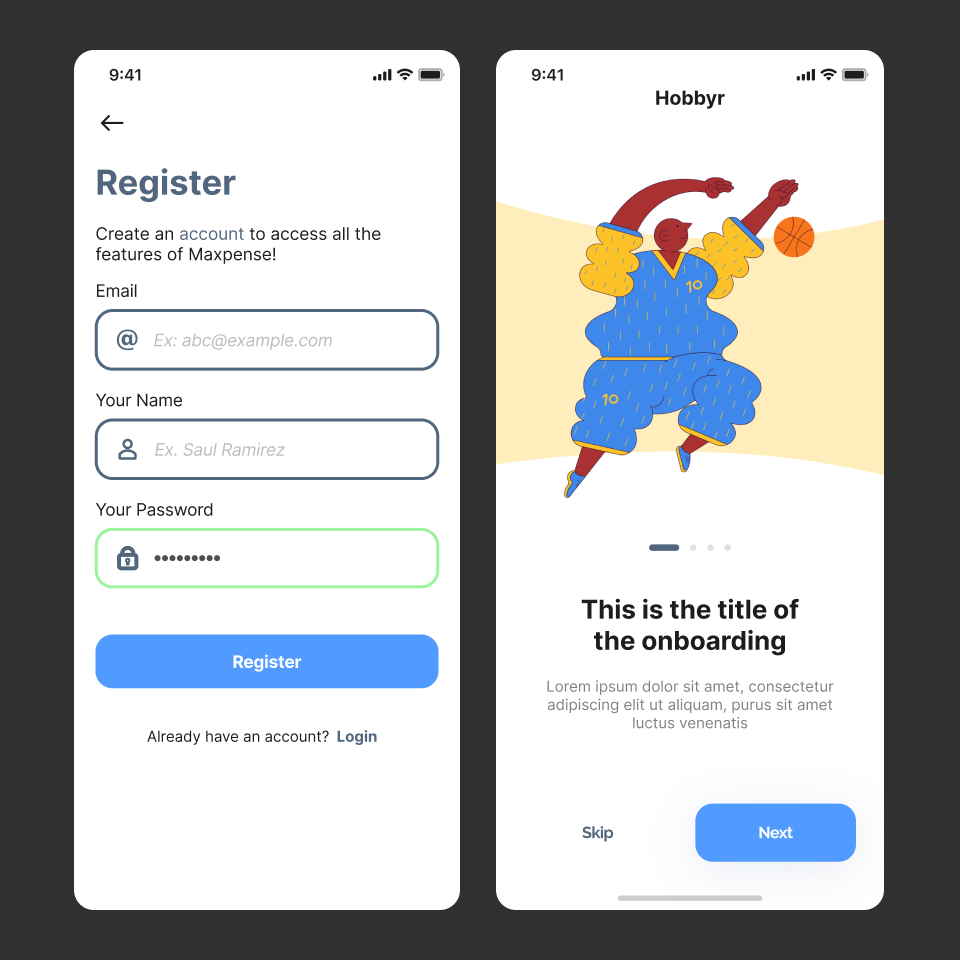 9:41
Register
Create an account to access all the
features of Maxpense!
Email
@ Ex: abc@example.com
Your Name
Ex. Saul Ramirez
Your Password
•••••••••
Register
Already have an account? Login
9:41
Hobbyr
10
10
This is the title of
the onboarding
Lorem ipsum dolor sit amet, consectetur
adipiscing elit ut aliquam, purus sit amet
luctus venenatis
Skip
Next